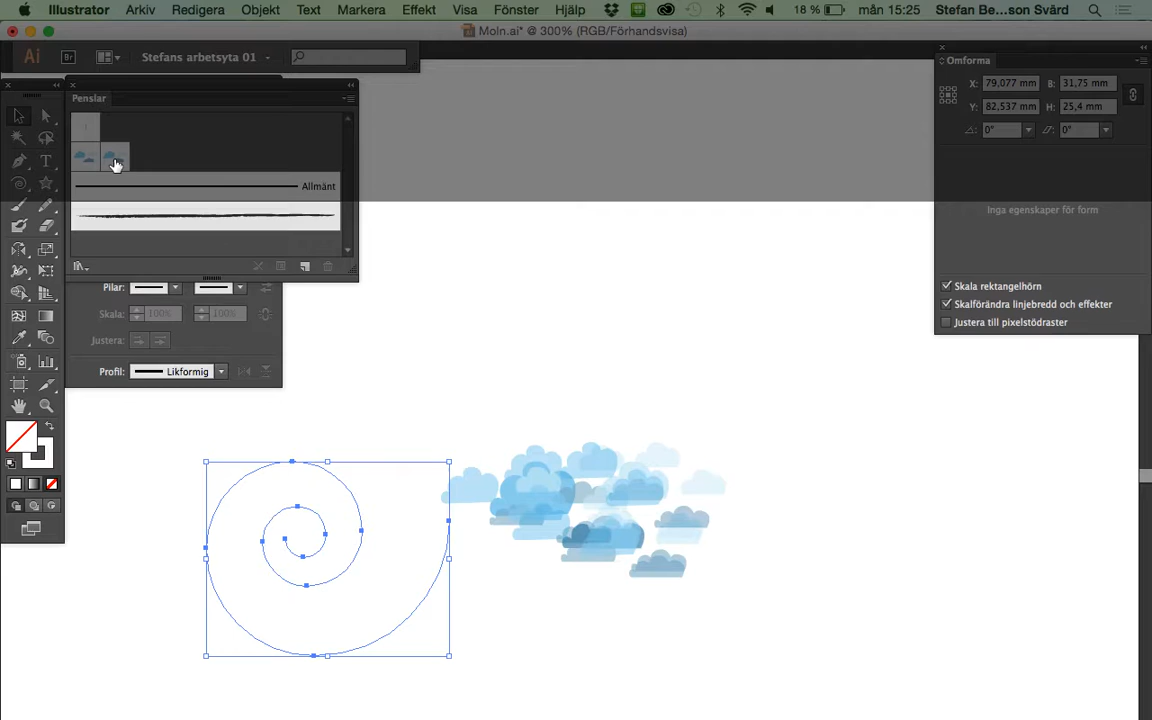 Illustrator Arkiv Redigera Objekt Text Markera Effekt Visa Fönster Hjälp 18 % mån 15:25 Stefan Be...son Svärd
Moln.ai* @ 300% (RGB/Förhandsvisa)
Ai Br Stefans arbetsyta 01
Omforma
X: 79,077 mm B: 31,75 mm
Y: 82,537 mm H: 25,4 mm
0° 0°
Penslar
Allmänt
Inga egenskaper för form
Pilar:
Skala: 100% 100%
Justera:
Profil: Likformig
Skala rektangelhörn
Skalförändra linjebredd och effekter
Justera till pixelstödraster